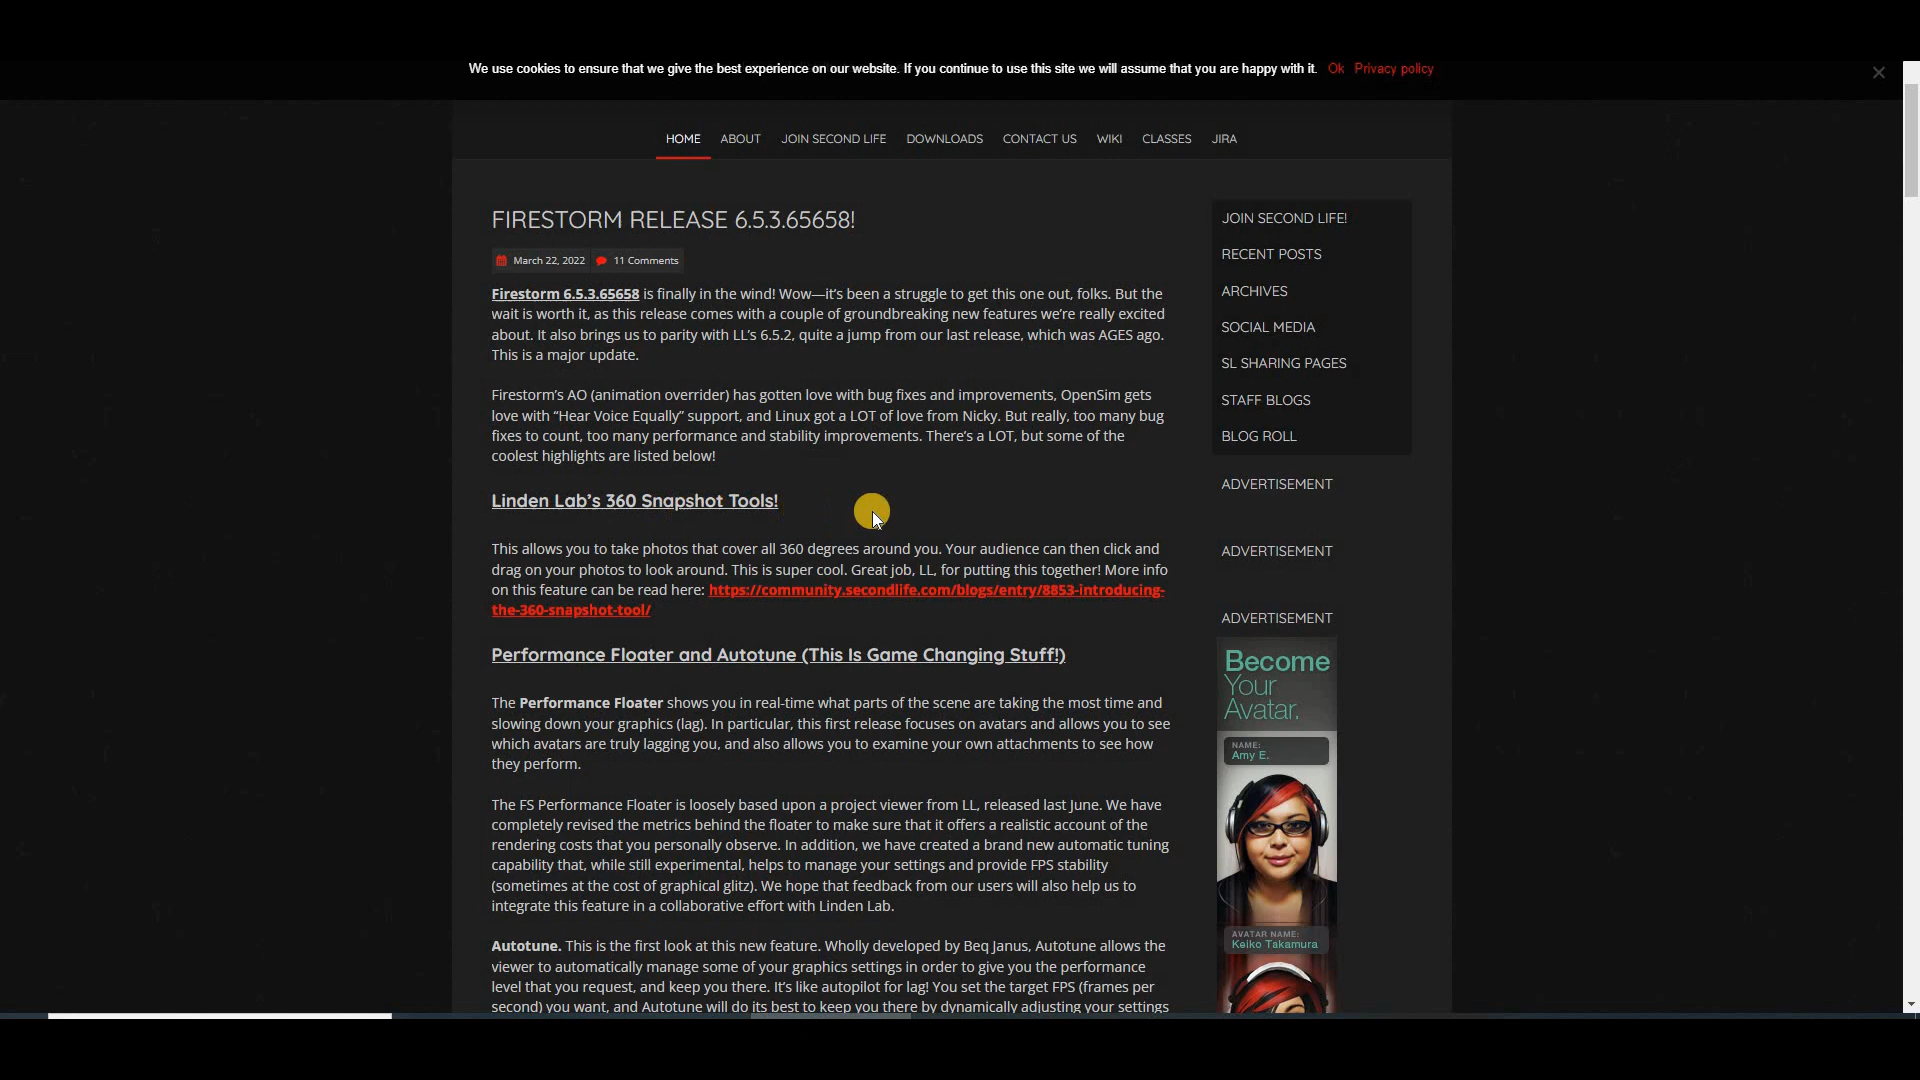 We use cookies to ensure that we give the best experience on our website. If you continue to use this site we will assume that you are happy with it. Ok Privacy policy
HOME ABOUT JOIN SECOND LIFE DOWNLOADS CONTACT US WIKI CLASSES JIRA
FIRESTORM RELEASE 6.5.3.65658!
March 22, 2022 11 Comments
Firestorm 6.5.3.65658 is finally in the wind! Wow—it’s been a struggle to get this one out, folks. But the
wait is worth it, as this release comes with a couple of groundbreaking new features we’re really excited
about. It also brings us to parity with LL’s 6.5.2, quite a jump from our last release, which was AGES ago.
This is a major update.
Firestorm’s AO (animation overrider) has gotten love with bug fixes and improvements, OpenSim gets
love with “Hear Voice Equally” support, and Linux got a LOT of love from Nicky. But really, too many bug
fixes to count, too many performance and stability improvements. There’s a LOT, but some of the
coolest highlights are listed below!
Linden Lab’s 360 Snapshot Tools!
This allows you to take photos that cover all 360 degrees around you. Your audience can then click and
drag on your photos to look around. This is super cool. Great job, LL, for putting this together! More info
on this feature can be read here: https://community.secondlife.com/blogs/entry/8853-introducing-
the-360-snapshot-tool/
Performance Floater and Autotune (This Is Game Changing Stuff!)
The Performance Floater shows you in real-time what parts of the scene are taking the most time and
slowing down your graphics (lag). In particular, this first release focuses on avatars and allows you to see
which avatars are truly lagging you, and also allows you to examine your own attachments to see how
they perform.
The FS Performance Floater is loosely based upon a project viewer from LL, released last June. We have
completely revised the metrics behind the floater to make sure that it offers a realistic account of the
rendering costs that you personally observe. In addition, we have created a brand new automatic tuning
capability that, while still experimental, helps to manage your settings and provide FPS stability
(sometimes at the cost of graphical glitz). We hope that feedback from our users will also help us to
integrate this feature in a collaborative effort with Linden Lab.
Autotune. This is the first look at this new feature. Wholly developed by Beq Janus, Autotune allows the
viewer to automatically manage some of your graphics settings in order to give you the performance
level that you request, and keep you there. It’s like autopilot for lag! You set the target FPS (frames per
second) you want, and Autotune will do its best to keep you there by dynamically adjusting your settings
JOIN SECOND LIFE!
RECENT POSTS
ARCHIVES
SOCIAL MEDIA
SL SHARING PAGES
STAFF BLOGS
BLOG ROLL
ADVERTISEMENT
ADVERTISEMENT
ADVERTISEMENT
Become
Your
Avatar.
NAME:
Amy E.
AVATAR NAME:
Keiko Takamura